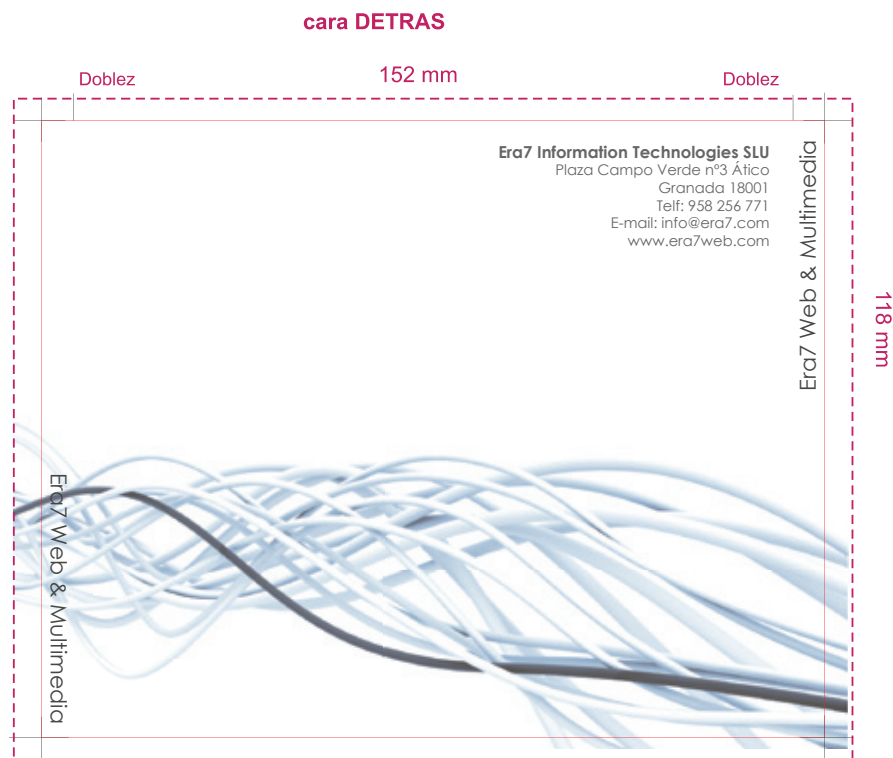 cara DETRAS
Doblez
152 mm
Doblez
Era7 Information Technologies SLU
Plaza Campo Verde nº3 Ático
Granada 18001
Telf: 958 256 771
E-mail: info@era7.com
www.era7web.com
Era7 Web & Multimedia
118 mm
Era7 Web & Multimedia